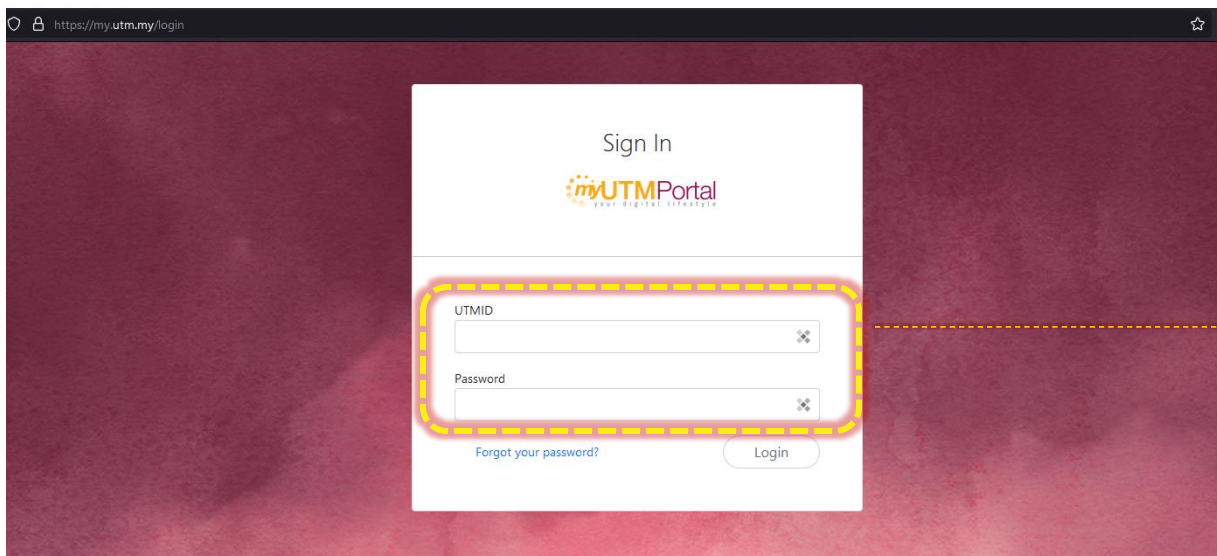 https://my.utm.my/login
Sign In
myUTMPortal
your digital lifestyle
UTMID
Password
Forgot your password?
Login